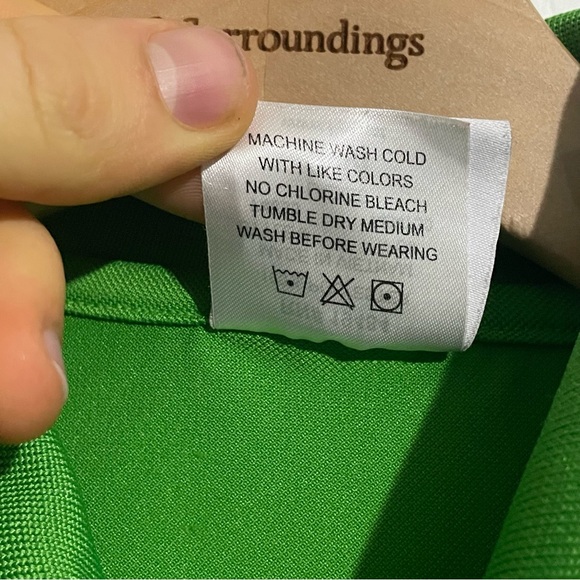 rroundings
MACHINE WASH COLD
WITH LIKE COLORS
NO CHLORINE BLEACH
TUMBLE DRY MEDIUM
WASH BEFORE WEARING